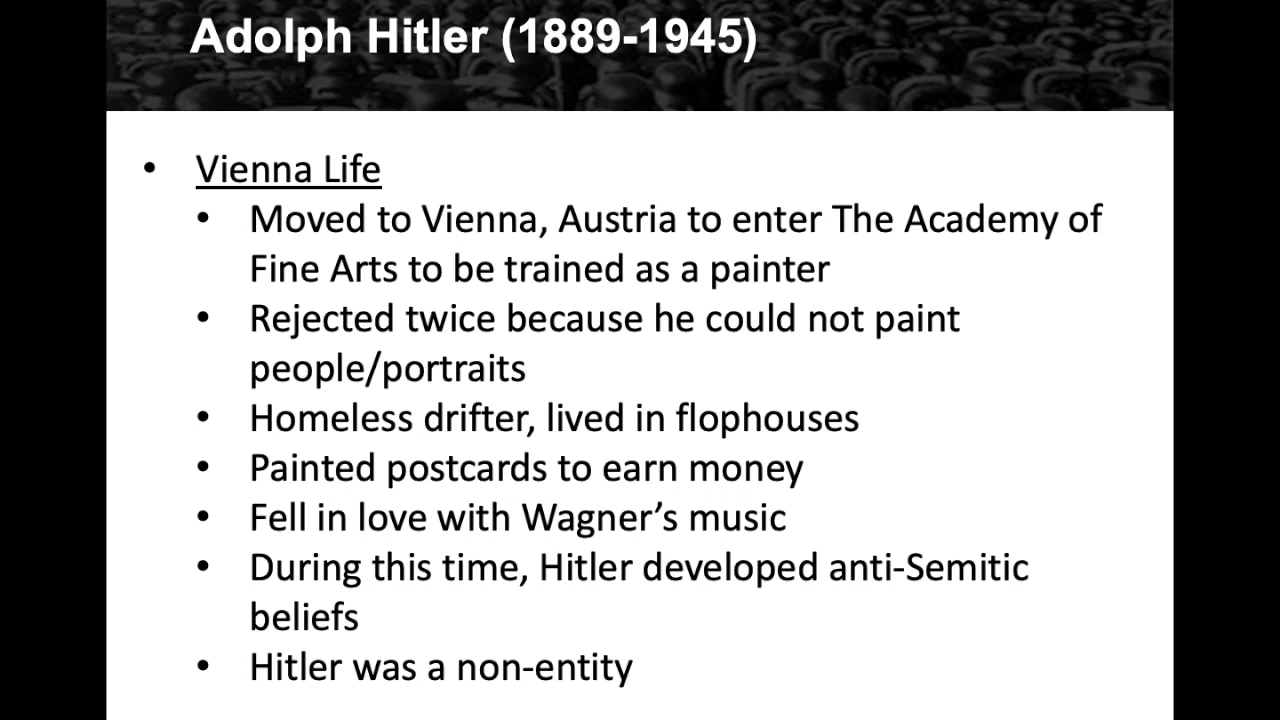 Adolph Hitler (1889-1945)
• Vienna Life
• Moved to Vienna, Austria to enter The Academy of
Fine Arts to be trained as a painter
• Rejected twice because he could not paint
people/portraits
• Homeless drifter, lived in flophouses
• Painted postcards to earn money
• Fell in love with Wagner’s music
• During this time, Hitler developed anti-Semitic
beliefs
• Hitler was a non-entity